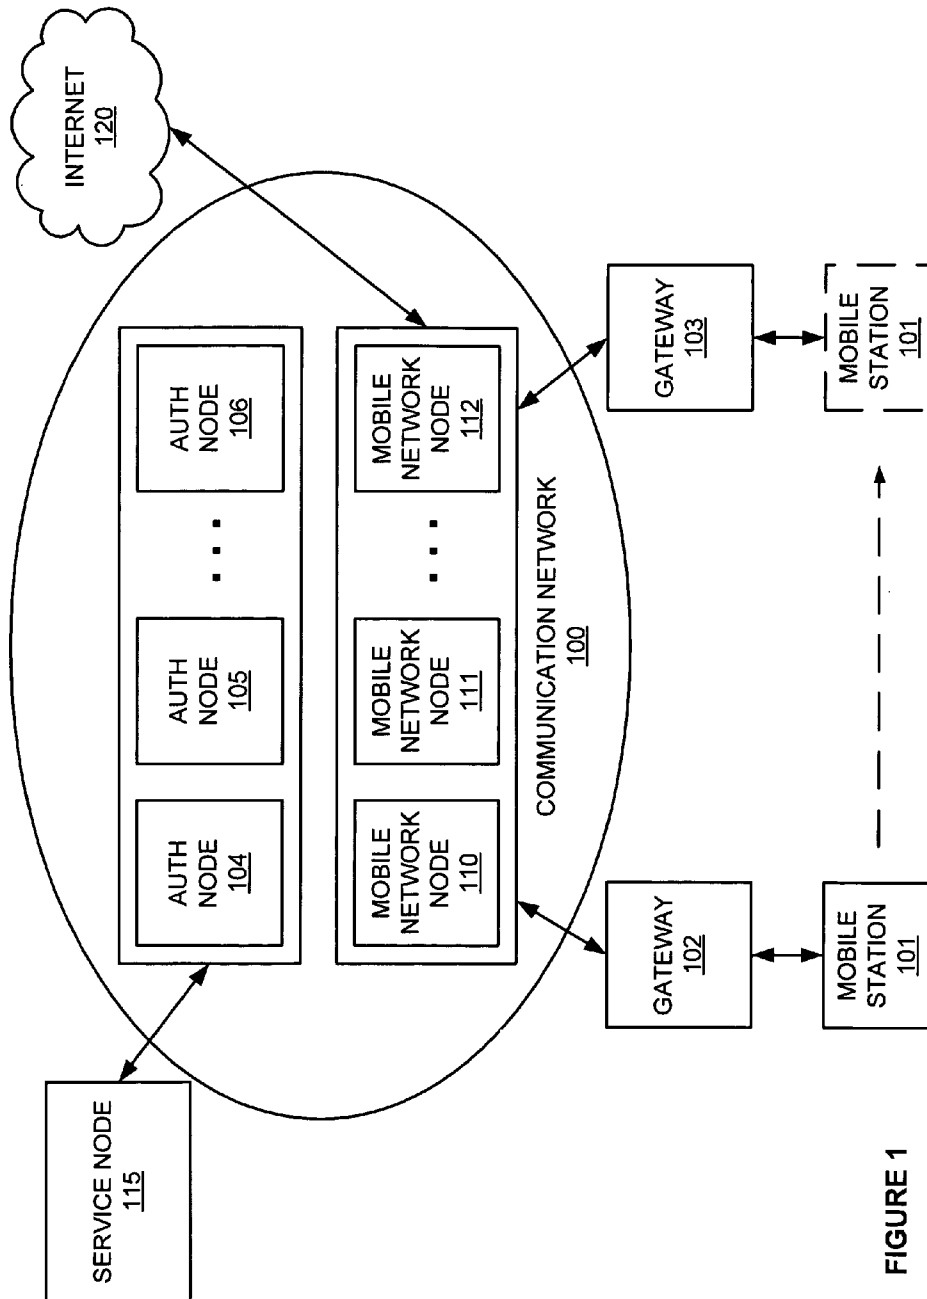 SERVICE NODE
115
INTERNET
120
AUTH
NODE
104
AUTH
NODE
105
AUTH
NODE
106
MOBILE
NETWORK
NODE
110
MOBILE
NETWORK
NODE
111
MOBILE
NETWORK
NODE
112
COMMUNICATION NETWORK
100
GATEWAY
102
GATEWAY
103
MOBILE
STATION
101
MOBILE
STATION
101
FIGURE 1